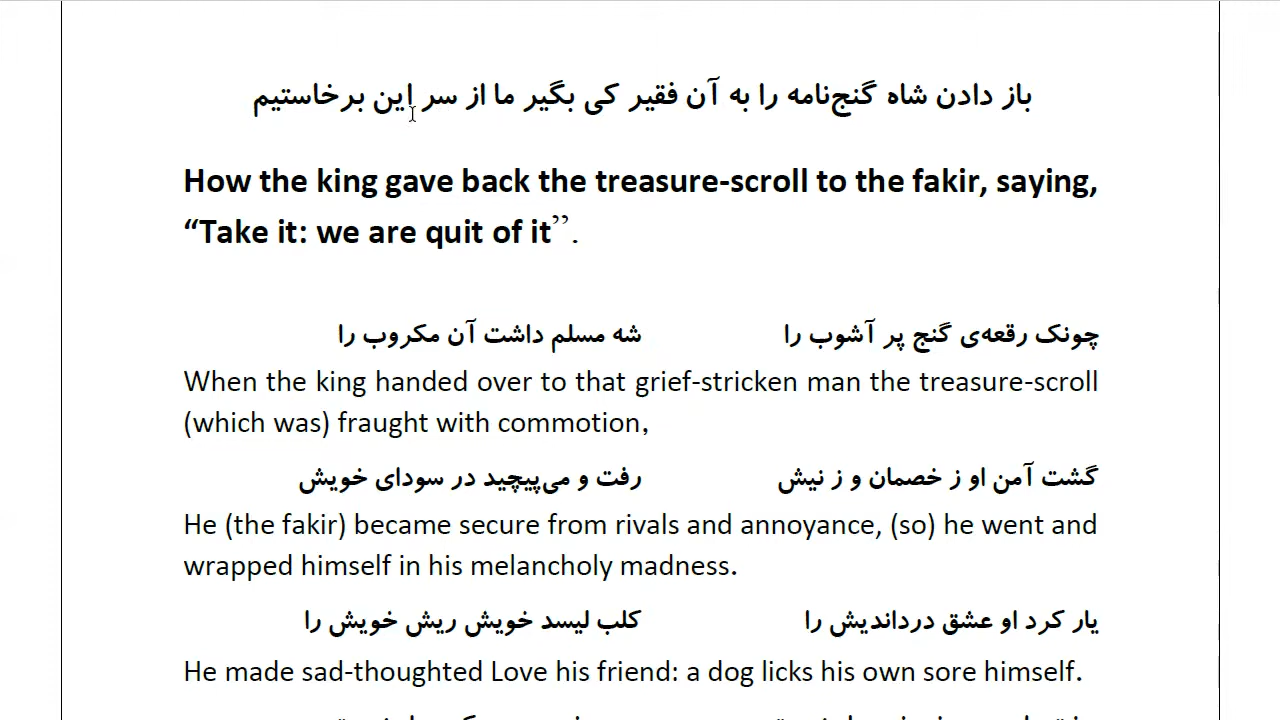 باز دادن شاه گنج‌نامه را به آن فقیر کی بگیر ما از سر این برخاستیم
How the king gave back the treasure-scroll to the fakir, saying,
“Take it: we are quit of it”.
چونک رقعه‌ی گنج پر آشوب را شه مسلم داشت آن مکروب را
When the king handed over to that grief-stricken man the treasure-scroll
(which was) fraught with commotion,
گشت آمن او ز خصمان و ز نیش رفت و می‌پیچید در سودای خویش
He (the fakir) became secure from rivals and annoyance, (so) he went and
wrapped himself in his melancholy madness.
یار کرد او عشق درداندیش را کلب لیسد خویش ریش خویش را
He made sad-thoughted Love his friend: a dog licks his own sore himself.